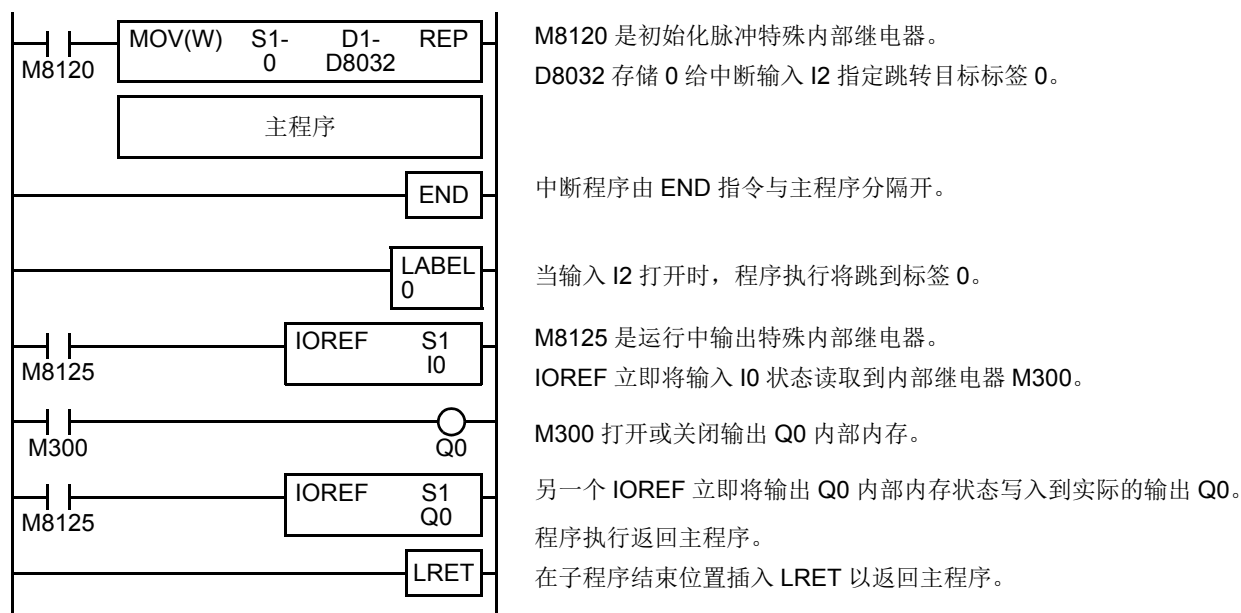 MOV(W) S1- D1- REP
0 D8032
M8120
M8120 是初始化脉冲特殊内部继电器。
D8032 存储 0 给中断输入 I2 指定跳转目标标签 0。
主程序
END
中断程序由 END 指令与主程序分隔开。
LABEL
0
当输入 I2 打开时，程序执行将跳到标签 0。
IOREF S1
I0
M8125
M8125 是运行中输出特殊内部继电器。
IOREF 立即将输入 I0 状态读取到内部继电器 M300。
M300
Q0
M300 打开或关闭输出 Q0 内部内存。
IOREF S1
Q0
M8125
另一个 IOREF 立即将输出 Q0 内部内存状态写入到实际的输出 Q0。
程序执行返回主程序。
LRET
在子程序结束位置插入 LRET 以返回主程序。